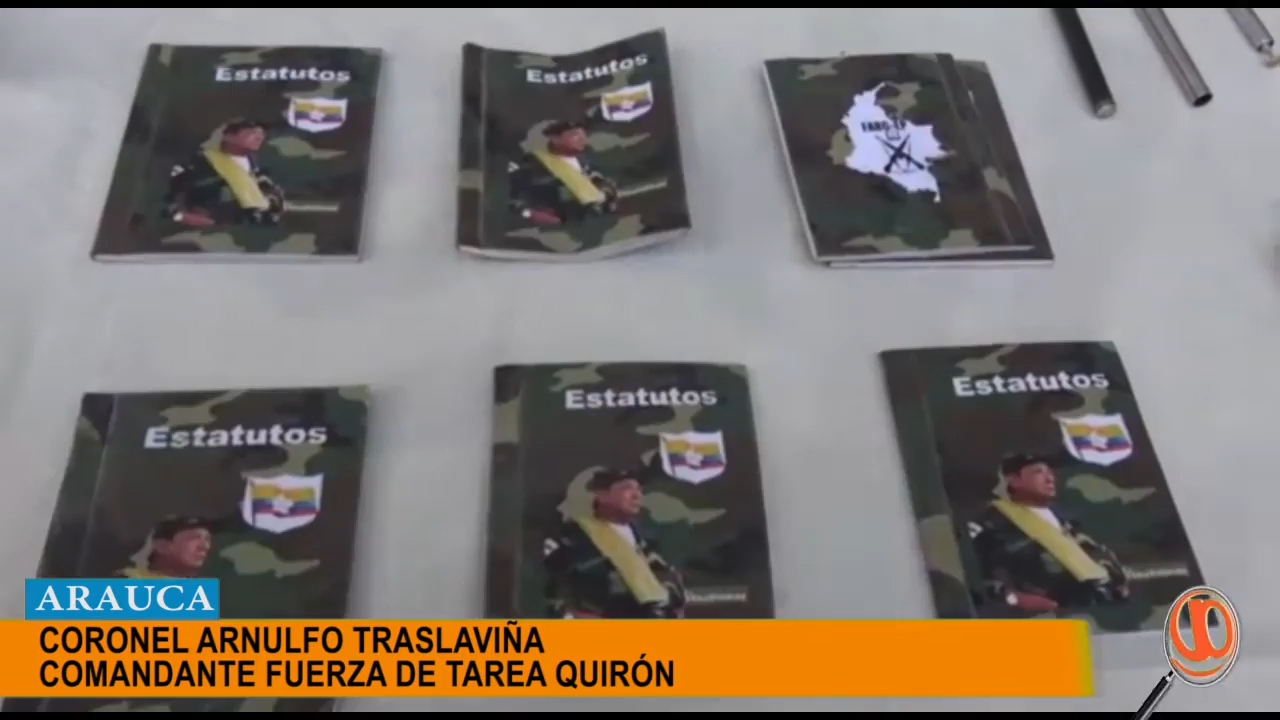 Estatutos
Estatutos
FARC-EP
Estatutos
Estatutos
Estatutos
ARAUCA
CORONEL ARNULFO TRASLAVIÑA
COMANDANTE FUERZA DE TAREA QUIRÓN